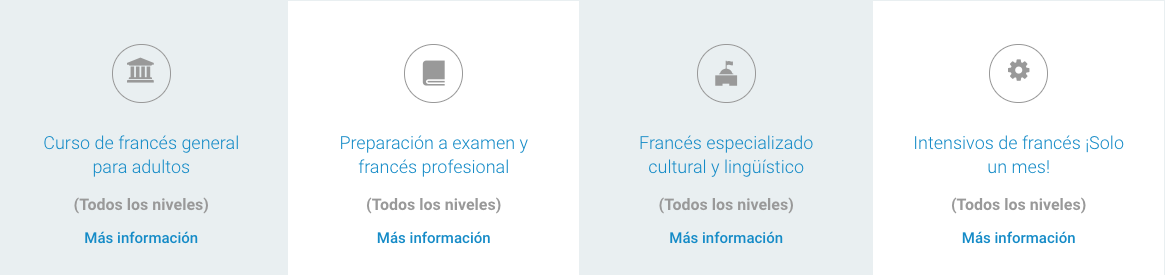 Curso de francés general
para adultos
(Todos los niveles)
Más información
Preparación a examen y
francés profesional
(Todos los niveles)
Más información
Francés especializado
cultural y lingüístico
(Todos los niveles)
Más información
Intensivos de francés ¡Solo
un mes!
(Todos los niveles)
Más información